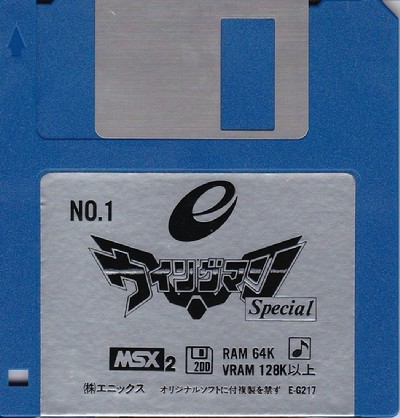 NO.1
e
ウイングマン
Special
MSX2 2DD RAM 64K
VRAM 128K以上
㈱エニックス オリジナルソフトに付複製を禁ず E-G217